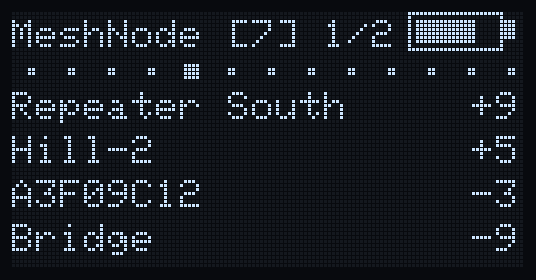 MeshNode [7] 1/2
Repeater South +9
Hill-2 +5
A3F09C12 -3
Bridge -9